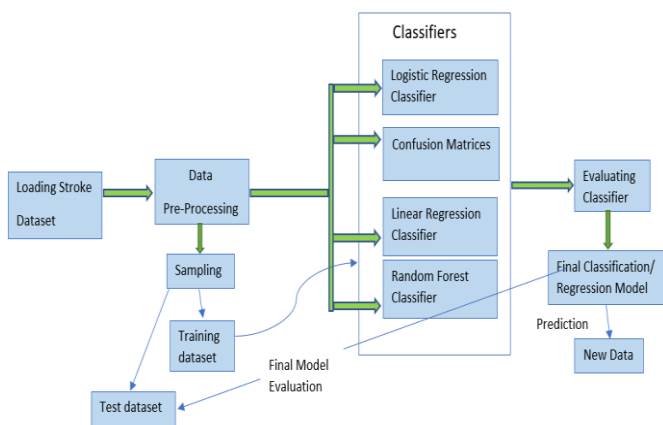 Classifiers
Logistic Regression
Classifier
Confusion Matrices
Linear Regression
Classifier
Random Forest
Classifier
Loading Stroke
Dataset
Data
Pre-Processing
Sampling
Training
dataset
Test dataset
Final Model
Evaluation
Evaluating
Classifier
Final Classification/
Regression Model
Prediction
New Data